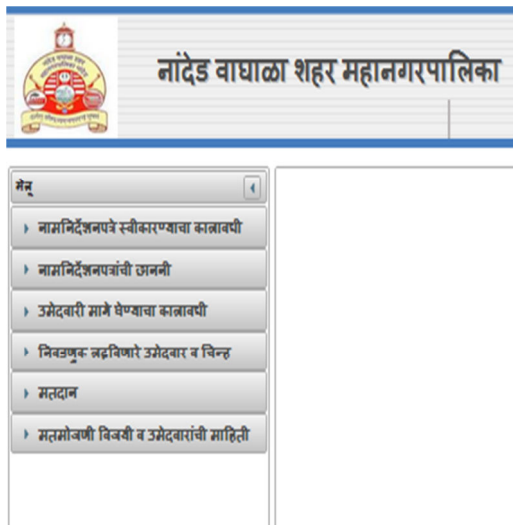 नांदेड वाघाळा शहर महानगरपालिका
मेनू
नामनिर्देशनपत्रे स्वीकारण्याचा कालावधी
नामनिर्देशनपत्रांची छाननी
उमेदवारी मागे घेण्याचा कालावधी
निवडणुक लढविणारे उमेदवार व चिन्ह
मतदान
मतमोजणी विजयी व उमेदवारांची माहिती